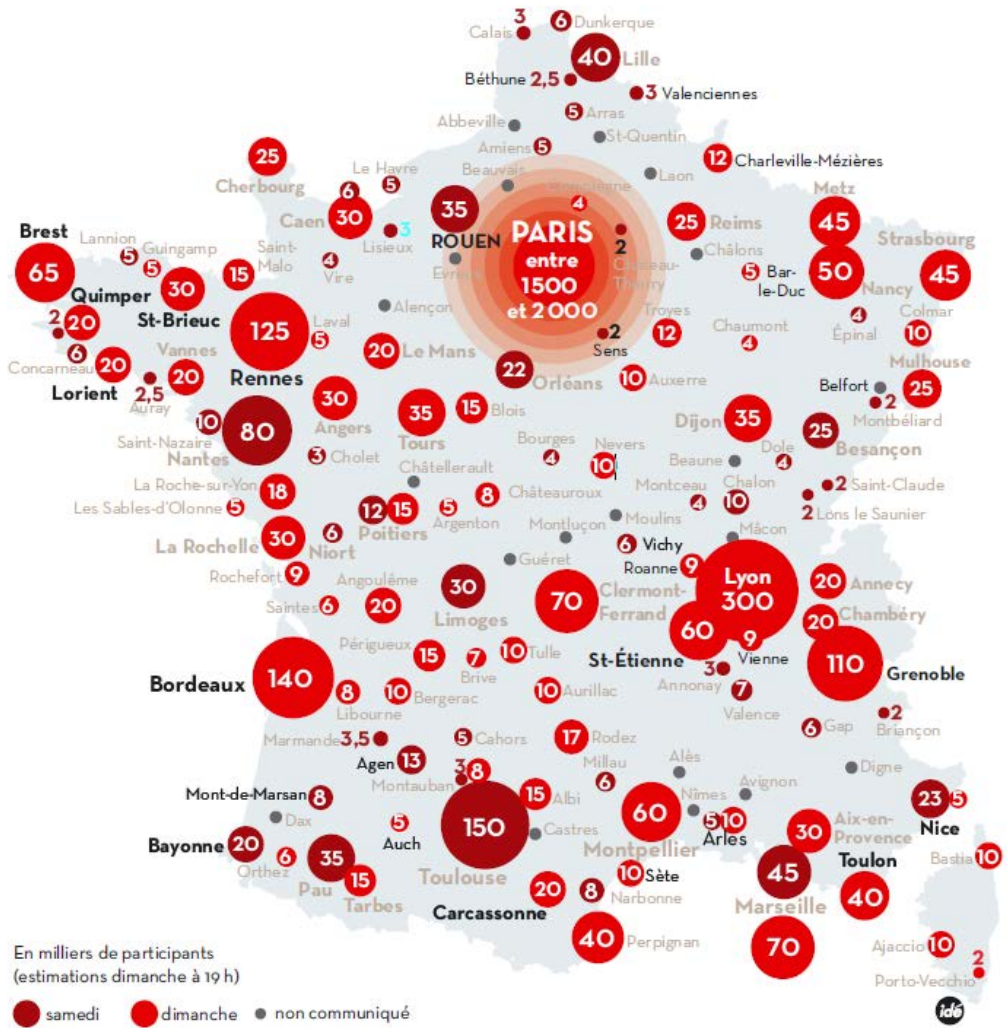 3
6 Dunkerque
Calais
40
Lille
Béthune 2,5
3 Valenciennes
5 Arras
Abbeville
St-Quentin
Amiens 5
12 Charleville-Mézières
25
Cherbourg
Le Havre
5
6
Beauvais
Laon
Metz
45
Caen
30
35
ROUEN
3
Lisieux
4
PARIS
entre
1500
et 2000
25 Reims
Strasbourg
45
Brest
65
Lannion
5
Guingamp
5
Saint-
Malo
15
4
Vire
Evreux
2
Château-
Thierry
Châlons
5 Bar-
le-Duc
50
Nancy
Quimper
2
20
30
St-Brieuc
125
Rennes
Alençon
Laval
5
2
Sens
Troyes
12
Chaumont
4
4
Épinal
Colmar
10
6
Concarneau
20
Lorient
Vannes
20
2,5
Auray
20 Le Mans
22
Orléans
10 Auxerre
Mulhouse
25
Belfort
2
Montbéliard
10
Saint-Nazaire
80
Nantes
30
Angers
35
Tours
15 Blois
Dijon 35
25
Besançon
3 Cholet
Bourges
4
Nevers
10
Beaune
Dole
4
Châtellerault
La Roche-sur-Yon
18
Les Sables-d'Olonne 5
12 15
Poitiers
5
Argenton
8
Châteauroux
Montceau
4
Chalon
10
2 Saint-Claude
2 Lons le Saunier
30
La Rochelle
6
Niort
Montluçon
Moulins
Mâcon
6 Vichy
Roanne 9
Lyon
300
Rochefort 9
Guéret
20 Annecy
Saintes 6
Angoulême
20
30
Limoges
70
Clermont-
Ferrand
60
St-Étienne
9
Vienne
20
Chambéry
110
Grenoble
Bordeaux
140
Périgueux
15
7
Brive
10 Tulle
3
Annonay
7
Valence
8
Libourne
10
Bergerac
10 Aurillac
2
Briançon
6 Gap
Marmande 3,5
Agen 13
5 Cahors
17 Rodez
Millau
6
Alès
Digne
3
Montauban
8
15 Albi
Avignon
Nîmes
Mont-de-Marsan 8
Dax
5
Auch
150
Toulouse
Castres
60
Montpellier
5 10
Arles
30 Aix-en-
Provence
23 5
Nice
Bayonne 20
6
Orthez
35
Pau
15
Tarbes
20
Carcassonne
10 Sète
8
Narbonne
45
Marseille
70
Toulon
40
Bastia 10
40 Perpignan
Ajaccio 10
2
Porto-Vecchio
En milliers de participants
(estimations dimanche à 19 h)
samedi dimanche non communiqué
idé